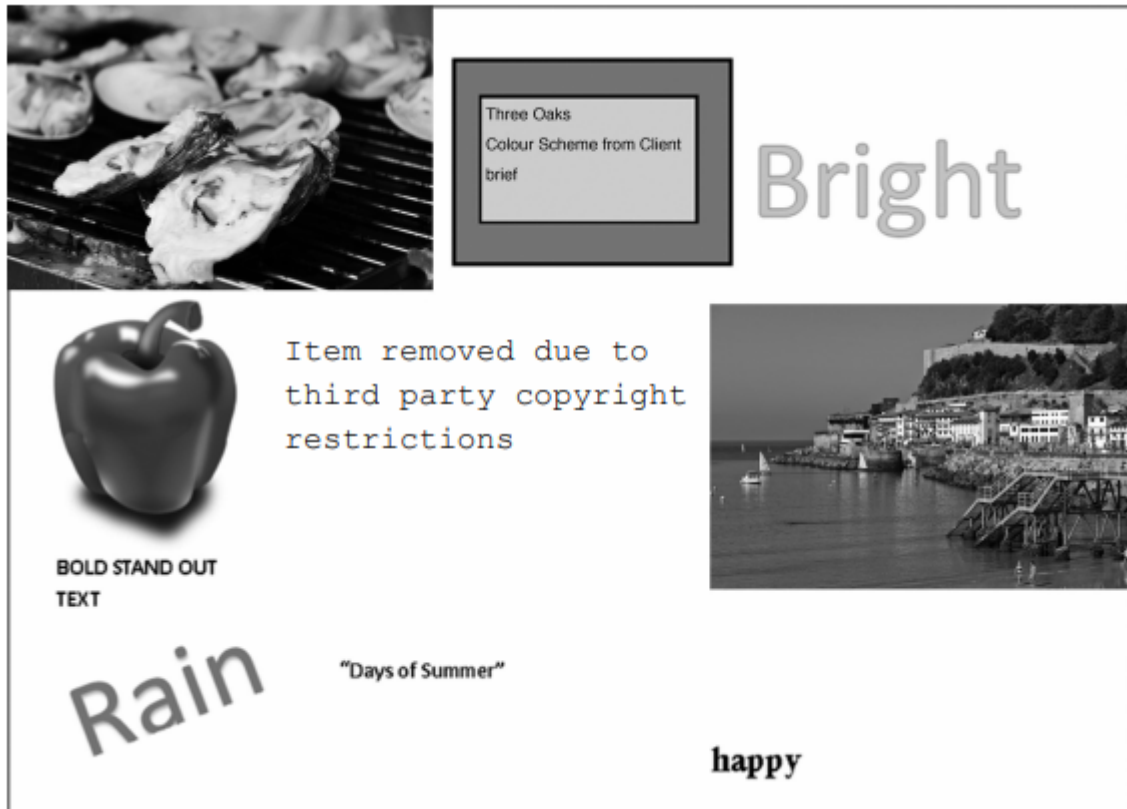 Three Oaks
Colour Scheme from Client
brief
Bright
Item removed due to
third party copyright
restrictions
BOLD STAND OUT
TEXT
Rain
“Days of Summer”
happy